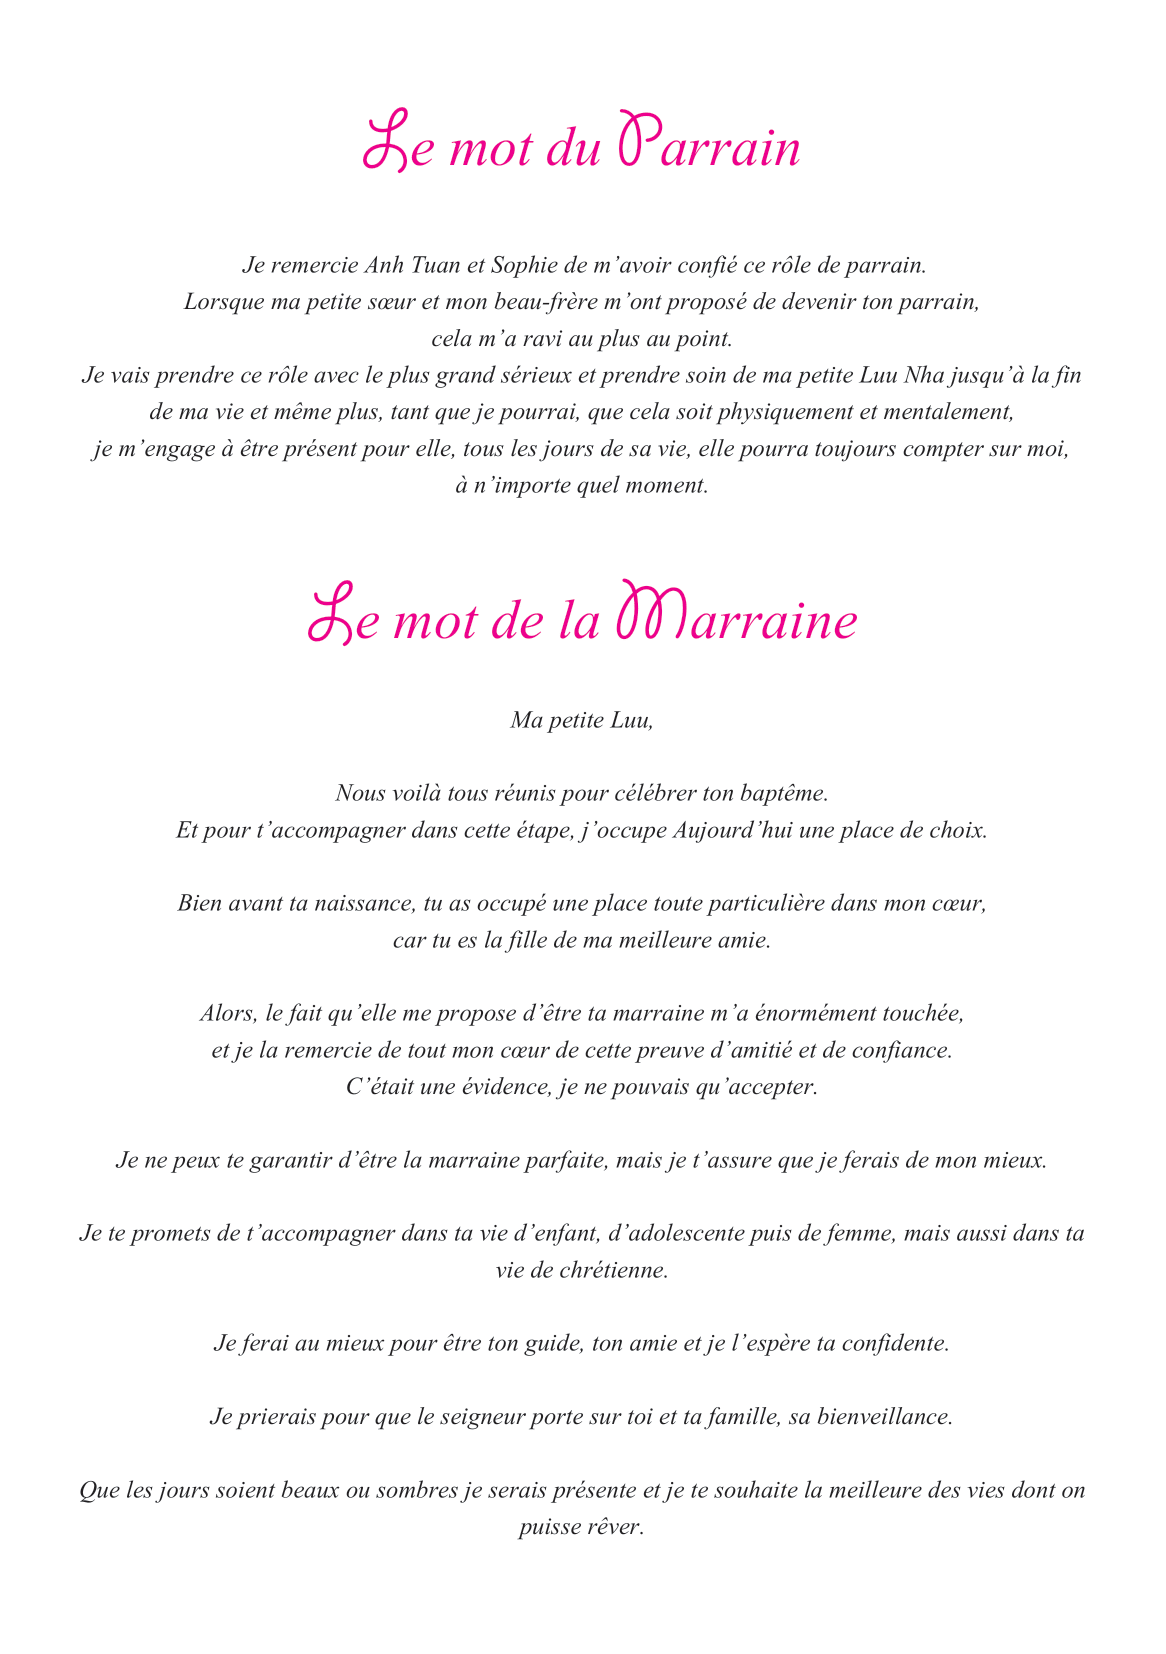 Le mot du Parrain
Je remercie Anh Tuan et Sophie de m’avoir confié ce rôle de parrain.
Lorsque ma petite sœur et mon beau-frère m’ont proposé de devenir ton parrain,
cela m’a ravi au plus au point.
Je vais prendre ce rôle avec le plus grand sérieux et prendre soin de ma petite Luu Nha jusqu’à la fin
de ma vie et même plus, tant que je pourrai, que cela soit physiquement et mentalement,
je m’engage à être présent pour elle, tous les jours de sa vie, elle pourra toujours compter sur moi,
à n’importe quel moment.
Le mot de la Marraine
Ma petite Luu,
Nous voilà tous réunis pour célébrer ton baptême.
Et pour t’accompagner dans cette étape, j’occupe Aujourd’hui une place de choix.
Bien avant ta naissance, tu as occupé une place toute particulière dans mon cœur,
car tu es la fille de ma meilleure amie.
Alors, le fait qu’elle me propose d’être ta marraine m’a énormément touchée,
et je la remercie de tout mon cœur de cette preuve d’amitié et de confiance.
C’était une évidence, je ne pouvais qu’accepter.
Je ne peux te garantir d’être la marraine parfaite, mais je t’assure que je ferais de mon mieux.
Je te promets de t’accompagner dans ta vie d’enfant, d’adolescente puis de femme, mais aussi dans ta
vie de chrétienne.
Je ferai au mieux pour être ton guide, ton amie et je l’espère ta confidente.
Je prierais pour que le seigneur porte sur toi et ta famille, sa bienveillance.
Que les jours soient beaux ou sombres je serais présente et je te souhaite la meilleure des vies dont on
puisse rêver.